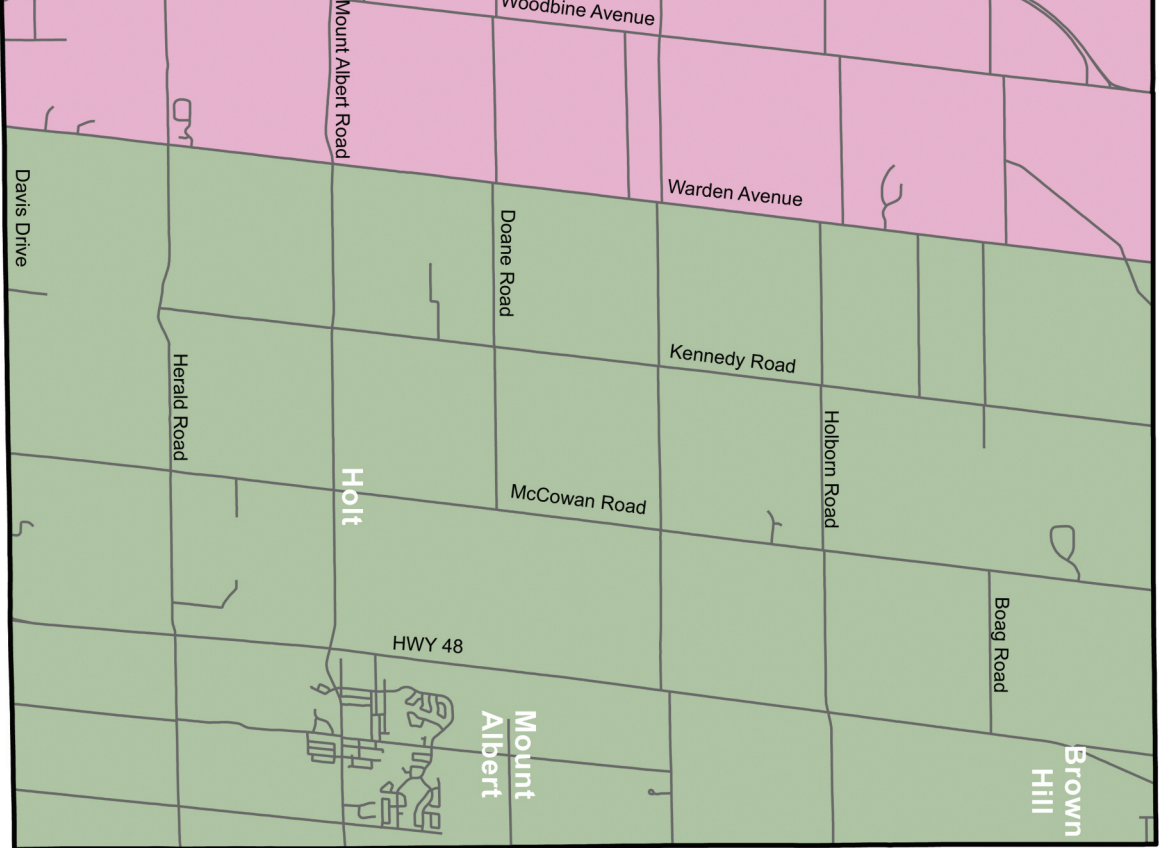 Woodbine Avenue
Mount Albert Road
Davis Drive
Warden Avenue
Doane Road
Kennedy Road
Herald Road
Holborn Road
Holt
McCowan Road
Boag Road
HWY 48
Mount
Albert
Brown
Hill